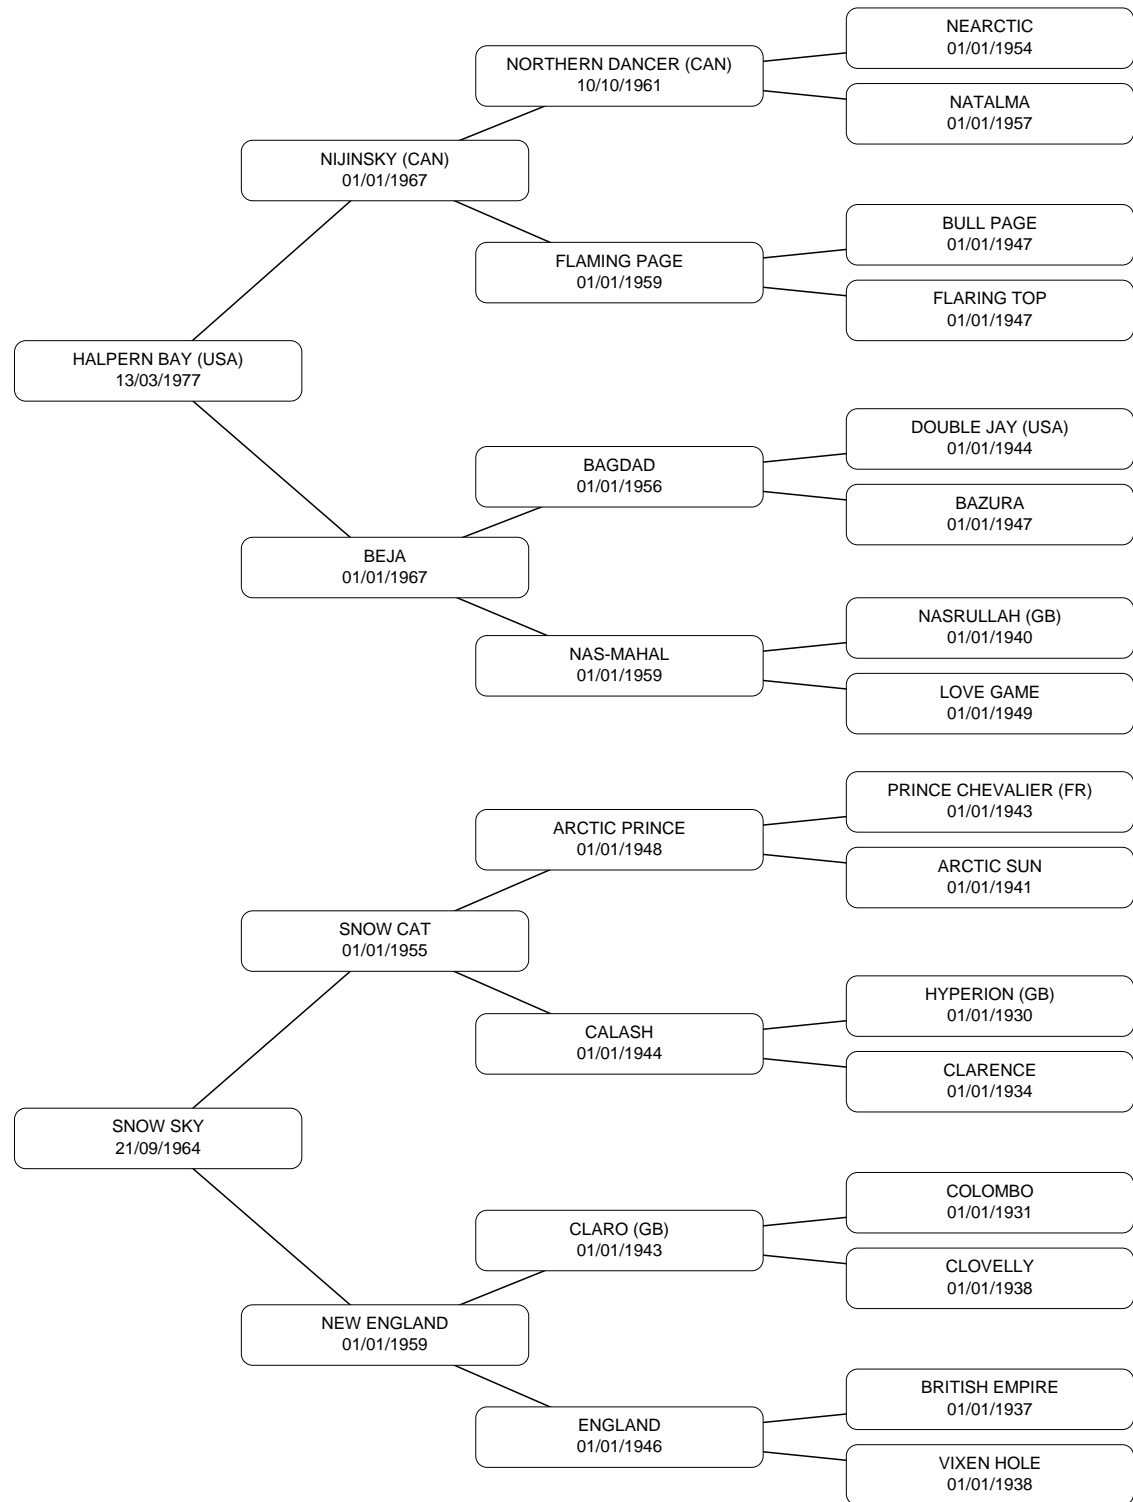 NEARCTIC
01/01/1954
NORTHERN DANCER (CAN)
10/10/1961
NATALMA
01/01/1957
NIJINSKY (CAN)
01/01/1967
BULL PAGE
01/01/1947
FLAMING PAGE
01/01/1959
FLARING TOP
01/01/1947
HALPERN BAY (USA)
13/03/1977
DOUBLE JAY (USA)
01/01/1944
BAGDAD
01/01/1956
BAZURA
01/01/1947
BEJA
01/01/1967
NASRULLAH (GB)
01/01/1940
NAS-MAHAL
01/01/1959
LOVE GAME
01/01/1949
PRINCE CHEVALIER (FR)
01/01/1943
ARCTIC PRINCE
01/01/1948
ARCTIC SUN
01/01/1941
SNOW CAT
01/01/1955
HYPERION (GB)
01/01/1930
CALASH
01/01/1944
CLARENCE
01/01/1934
SNOW SKY
21/09/1964
COLOMBO
01/01/1931
CLARO (GB)
01/01/1943
CLOVELLY
01/01/1938
NEW ENGLAND
01/01/1959
BRITISH EMPIRE
01/01/1937
ENGLAND
01/01/1946
VIXEN HOLE
01/01/1938